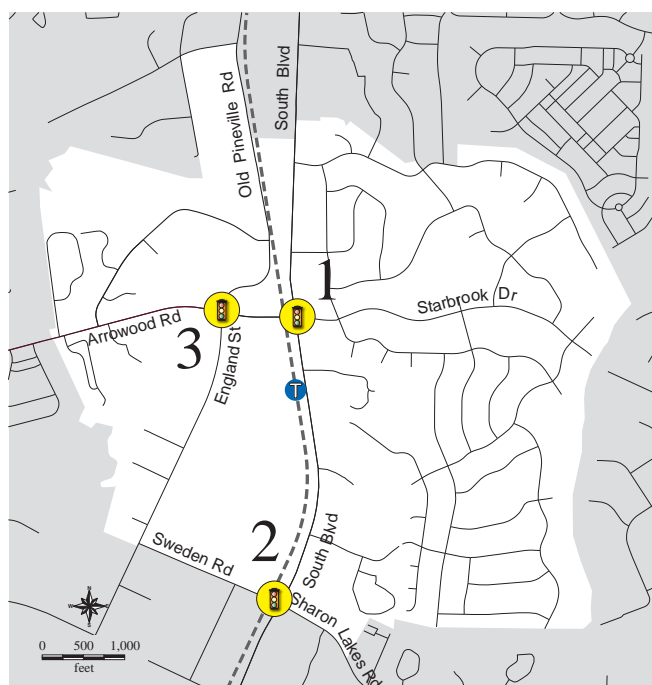 Old Pineville Rd
South Blvd
1
Starbrook Dr
Arrowood Rd
3
England St
T
2
South Blvd
Sweden Rd
Sharon Lakes Rd
N
W
E
S
0 500 1,000
feet